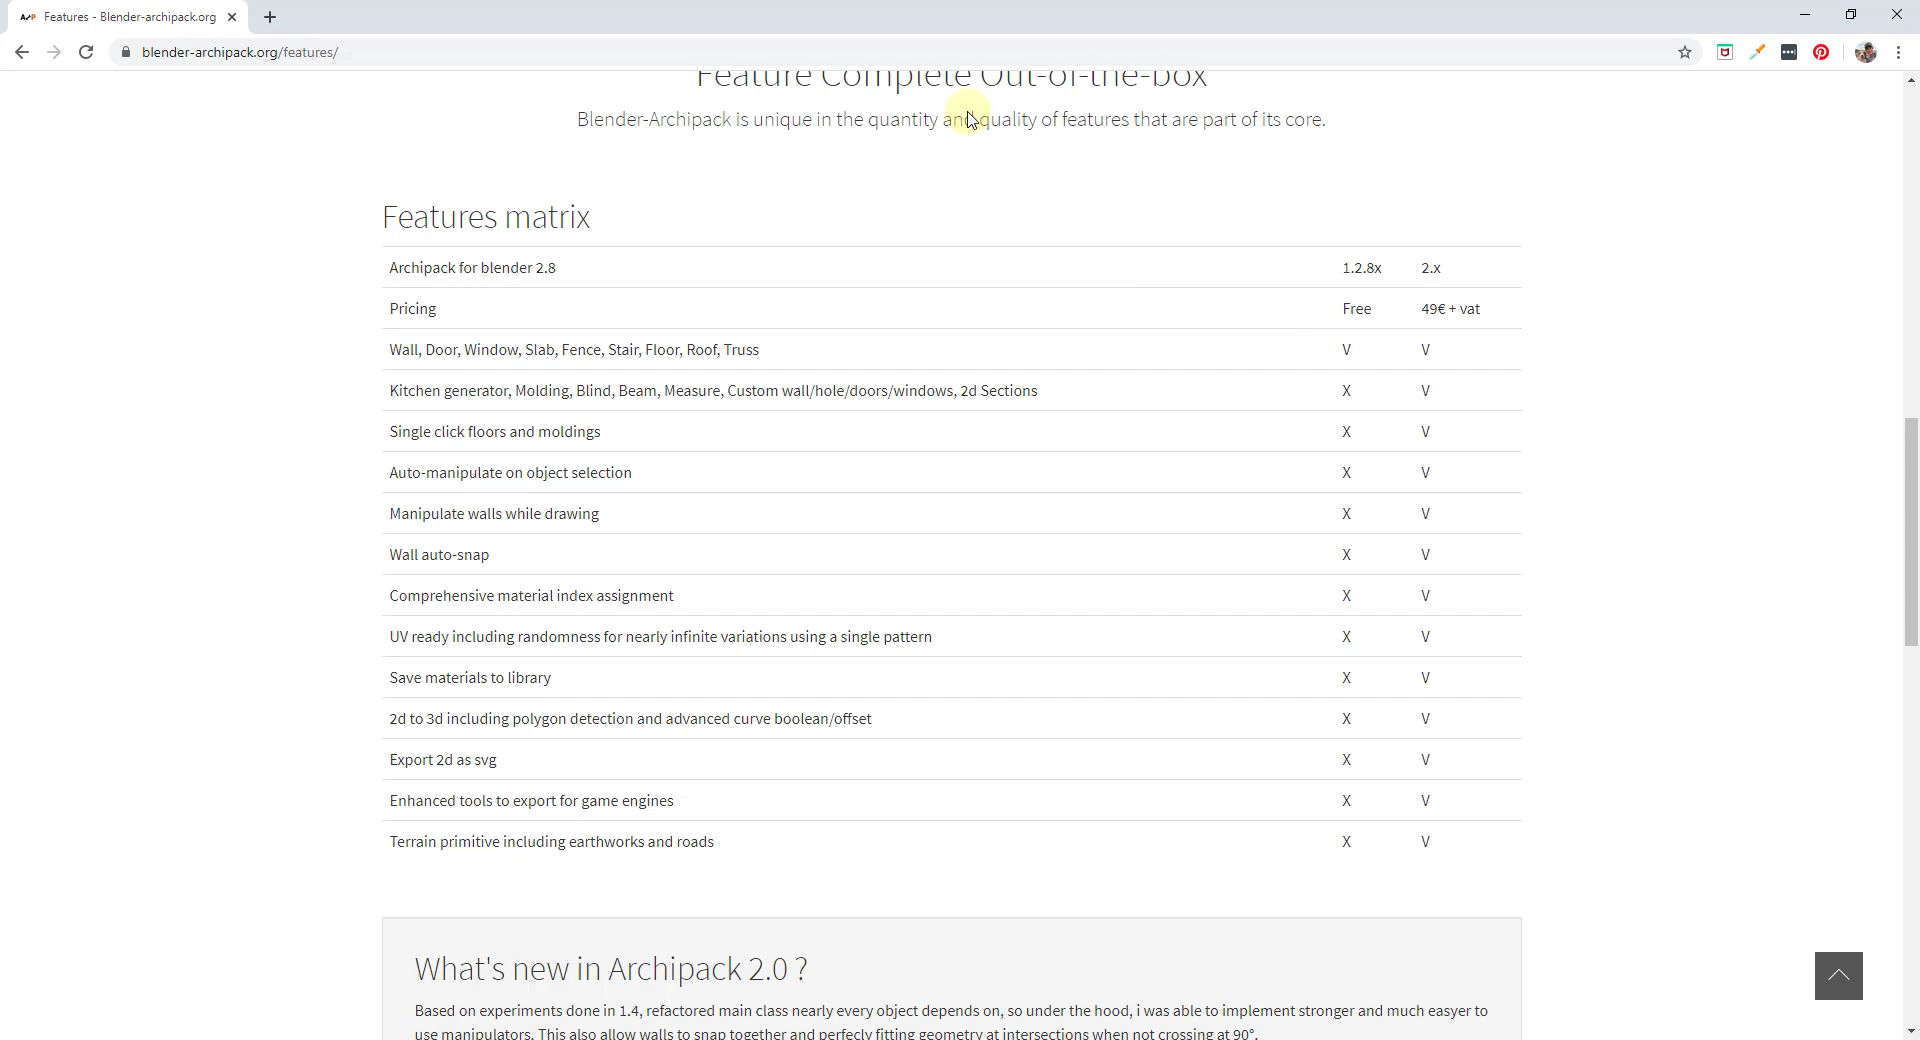 Features - Blender-archipack.org
blender-archipack.org/features/
Feature Complete Out-of-the-box
Blender-Archipack is unique in the quantity and quality of features that are part of its core.
Features matrix
Archipack for blender 2.8 1.2.8x 2.x
Pricing Free 49€ + vat
Wall, Door, Window, Slab, Fence, Stair, Floor, Roof, Truss V V
Kitchen generator, Molding, Blind, Beam, Measure, Custom wall/hole/doors/windows, 2d Sections X V
Single click floors and moldings X V
Auto-manipulate on object selection X V
Manipulate walls while drawing X V
Wall auto-snap X V
Comprehensive material index assignment X V
UV ready including randomness for nearly infinite variations using a single pattern X V
Save materials to library X V
2d to 3d including polygon detection and advanced curve boolean/offset X V
Export 2d as svg X V
Enhanced tools to export for game engines X V
Terrain primitive including earthworks and roads X V
What's new in Archipack 2.0 ?
Based on experiments done in 1.4, refactored main class nearly every object depends on, so under the hood, i was able to implement stronger and much easier to
use manipulators. This also allow walls to snap together and perfecly fitting geometry at intersections when not crossing at 90°.